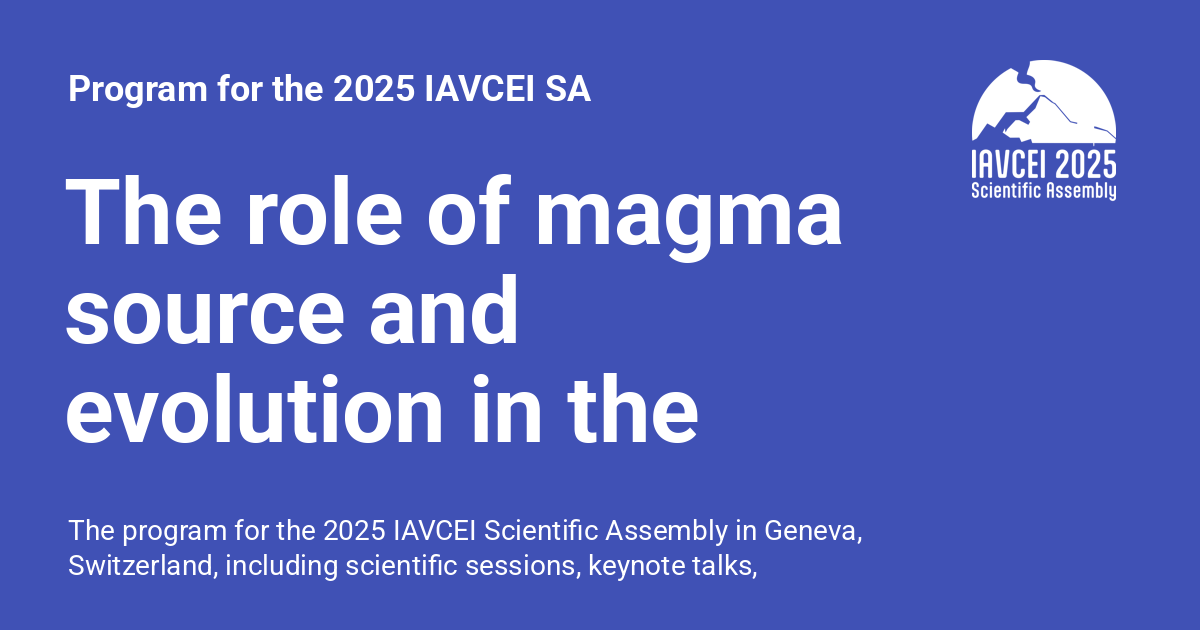 Program for the 2025 IAVCEI SA
IAVCEI 2025
Scientific Assembly
The role of magma
source and
evolution in the
The program for the 2025 IAVCEI Scientific Assembly in Geneva,
Switzerland, including scientific sessions, keynote talks,